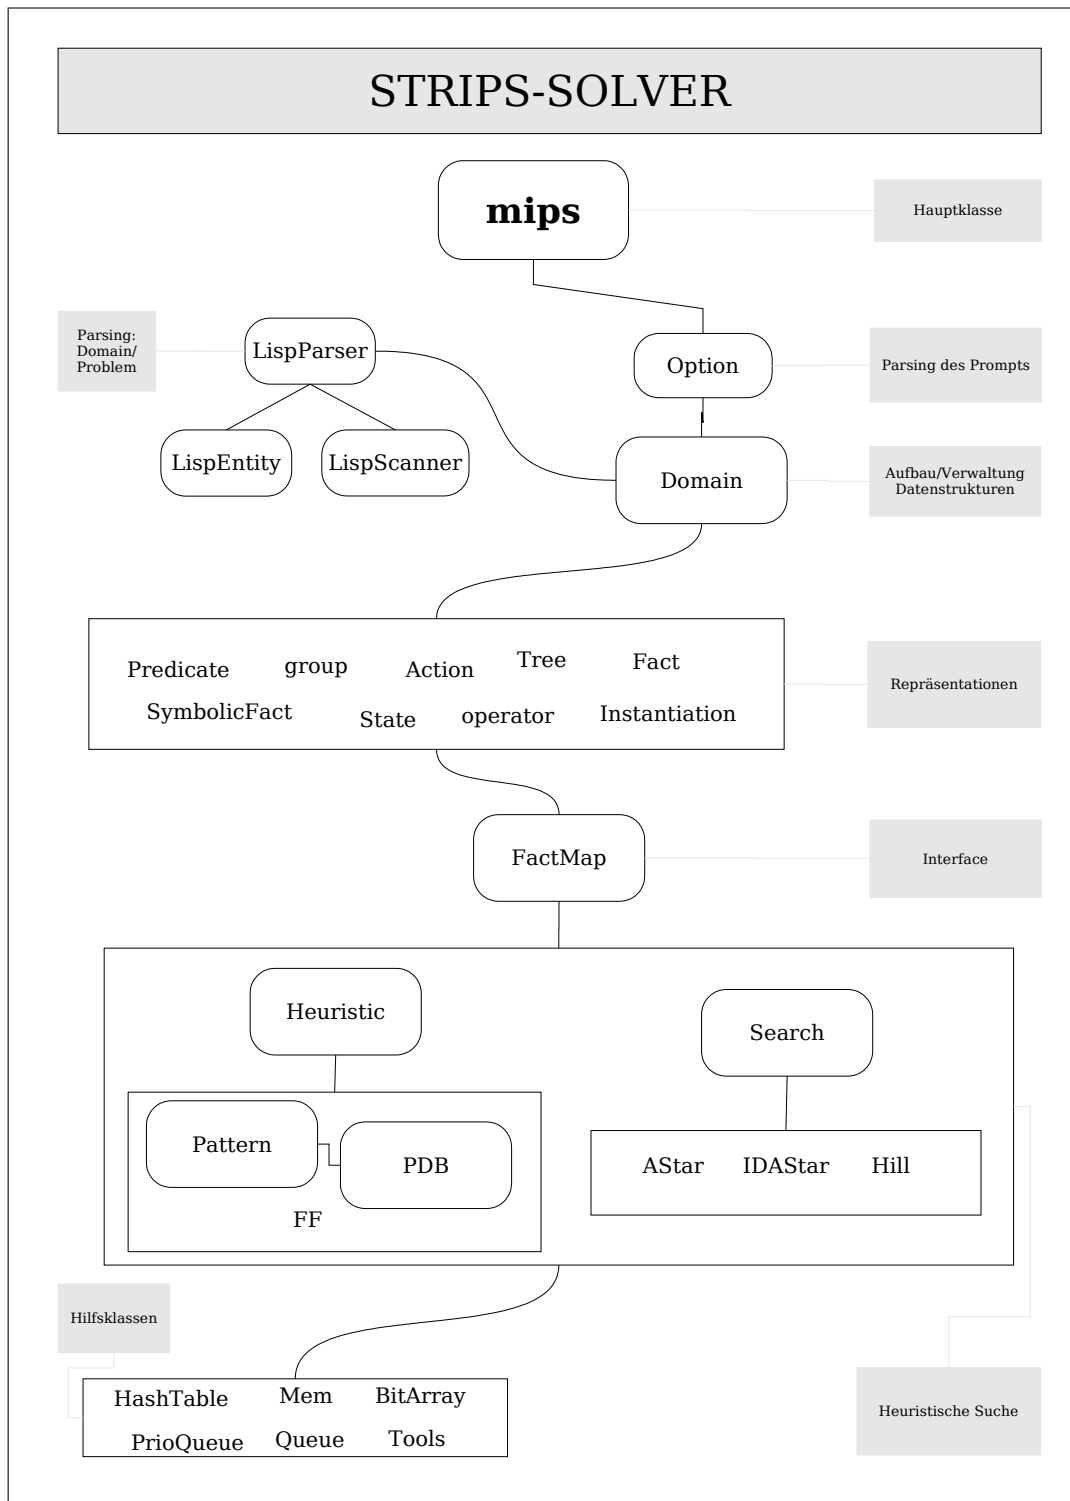 STRIPS-SOLVER
mips
Hauptklasse
Parsing:
Domain/
Problem
LispParser
Option
Parsing des Prompts
LispEntity
LispScanner
Domain
Aufbau/Verwaltung
Datenstrukturen
Predicate group Action Tree Fact
SymbolicFact State operator Instantiation
Repräsentationen
FactMap
Interface
Heuristic
Search
Pattern
PDB
FF
AStar IDAStar Hill
Hilfsklassen
HashTable Mem BitArray
PrioQueue Queue Tools
Heuristische Suche